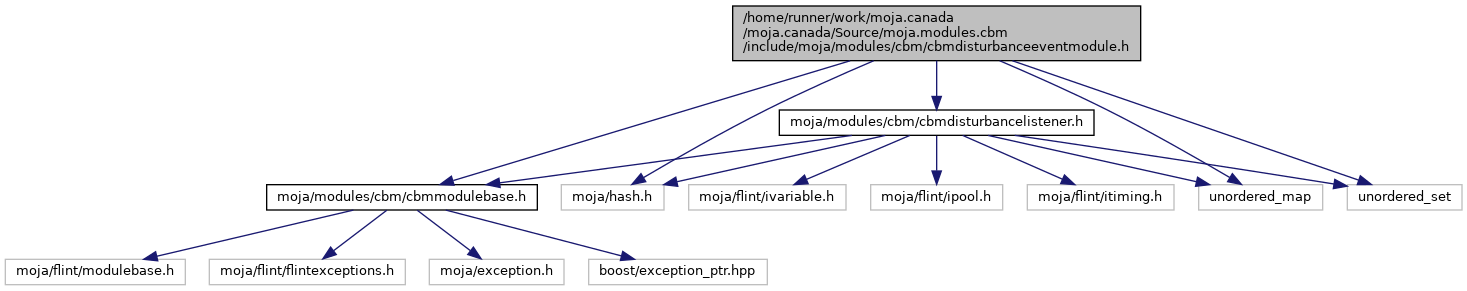 /home/runner/work/moja.canada
/moja.canada/Source/moja.modules.cbm
/include/moja/modules/cbm/cbmdisturbanceeventmodule.h
moja/modules/cbm/cbmdisturbancelistener.h
moja/modules/cbm/cbmmodulebase.h
moja/hash.h
moja/flint/ivariable.h
moja/flint/ipool.h
moja/flint/itiming.h
unordered_map
unordered_set
moja/flint/modulebase.h
moja/flint/flintexceptions.h
moja/exception.h
boost/exception_ptr.hpp